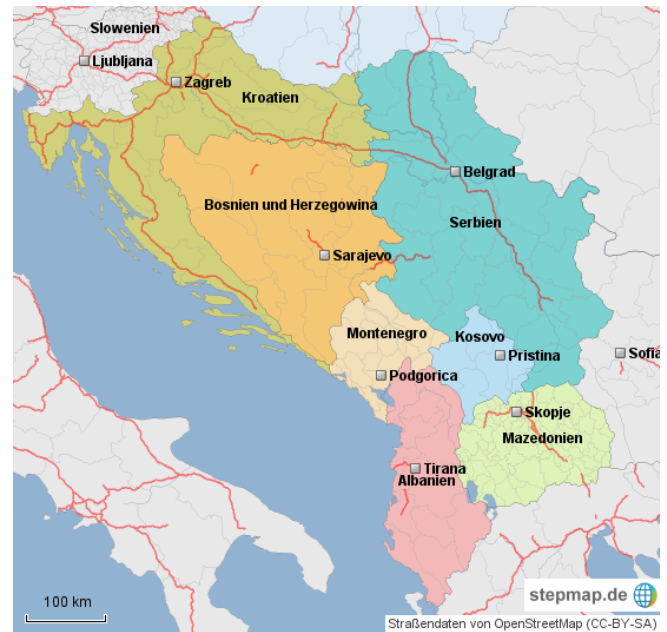 Slowenien
Ljubljana
Zagreb
Kroatien
Belgrad
Bosnien und Herzegowina
Serbien
Sarajevo
Montenegro
Kosovo
Pristina
Sofia
Podgorica
Skopje
Mazedonien
Tirana
Albanien
100 km
stepmap.de
Straßendaten von OpenStreetMap (CC-BY-SA)